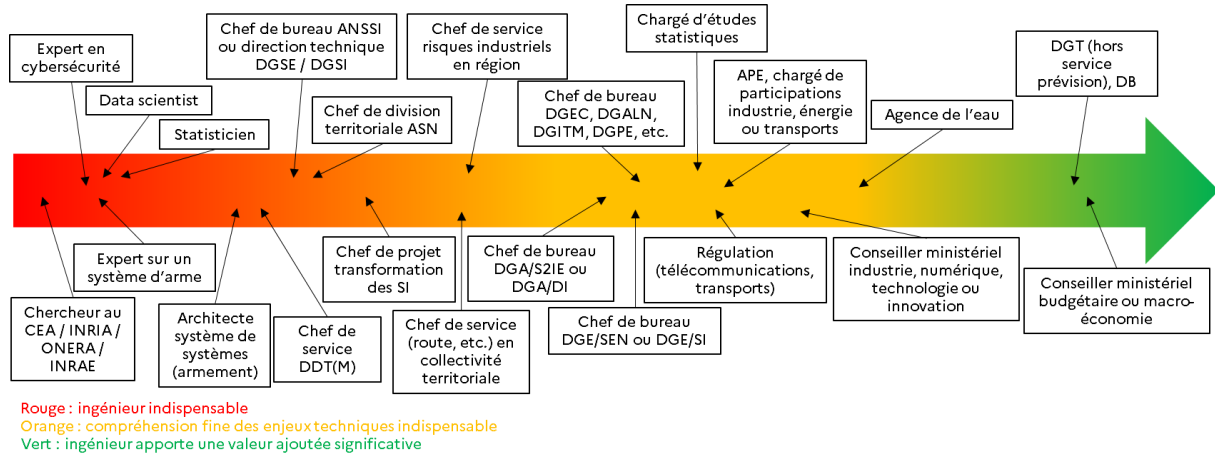 Expert en
cybersécurité
Data scientist
Statisticien
Chef de bureau ANSSI
ou direction technique
DGSE / DGSI
Chef de division
territoriale ASN
Chef de service
risques industriels
en région
Chef de bureau
DGEC, DGALN,
DGITM, DGPE, etc.
Chargé d'études
statistiques
APE, chargé de
participations
industrie, énergie
ou transports
Agence de l'eau
DGT (hors
service
prévision), DB
Chercheur au
CEA / INRIA /
ONERA /
INRAE
Expert sur un
système d'arme
Architecte
système de
systèmes
(armement)
Chef de
service
DDT(M)
Chef de projet
transformation
des SI
Chef de service
(route, etc.) en
collectivité
territoriale
Chef de bureau
DGA/S2IE ou
DGA/DI
Chef de bureau
DGE/SEN ou DGE/SI
Régulation
(télécommunications,
transports)
Conseiller ministériel
industrie, numérique,
technologie ou
innovation
Conseiller ministériel
budgétaire ou macro-
économie
Rouge : ingénieur indispensable
Orange : compréhension fine des enjeux techniques indispensable
Vert : ingénieur apporte une valeur ajoutée significative